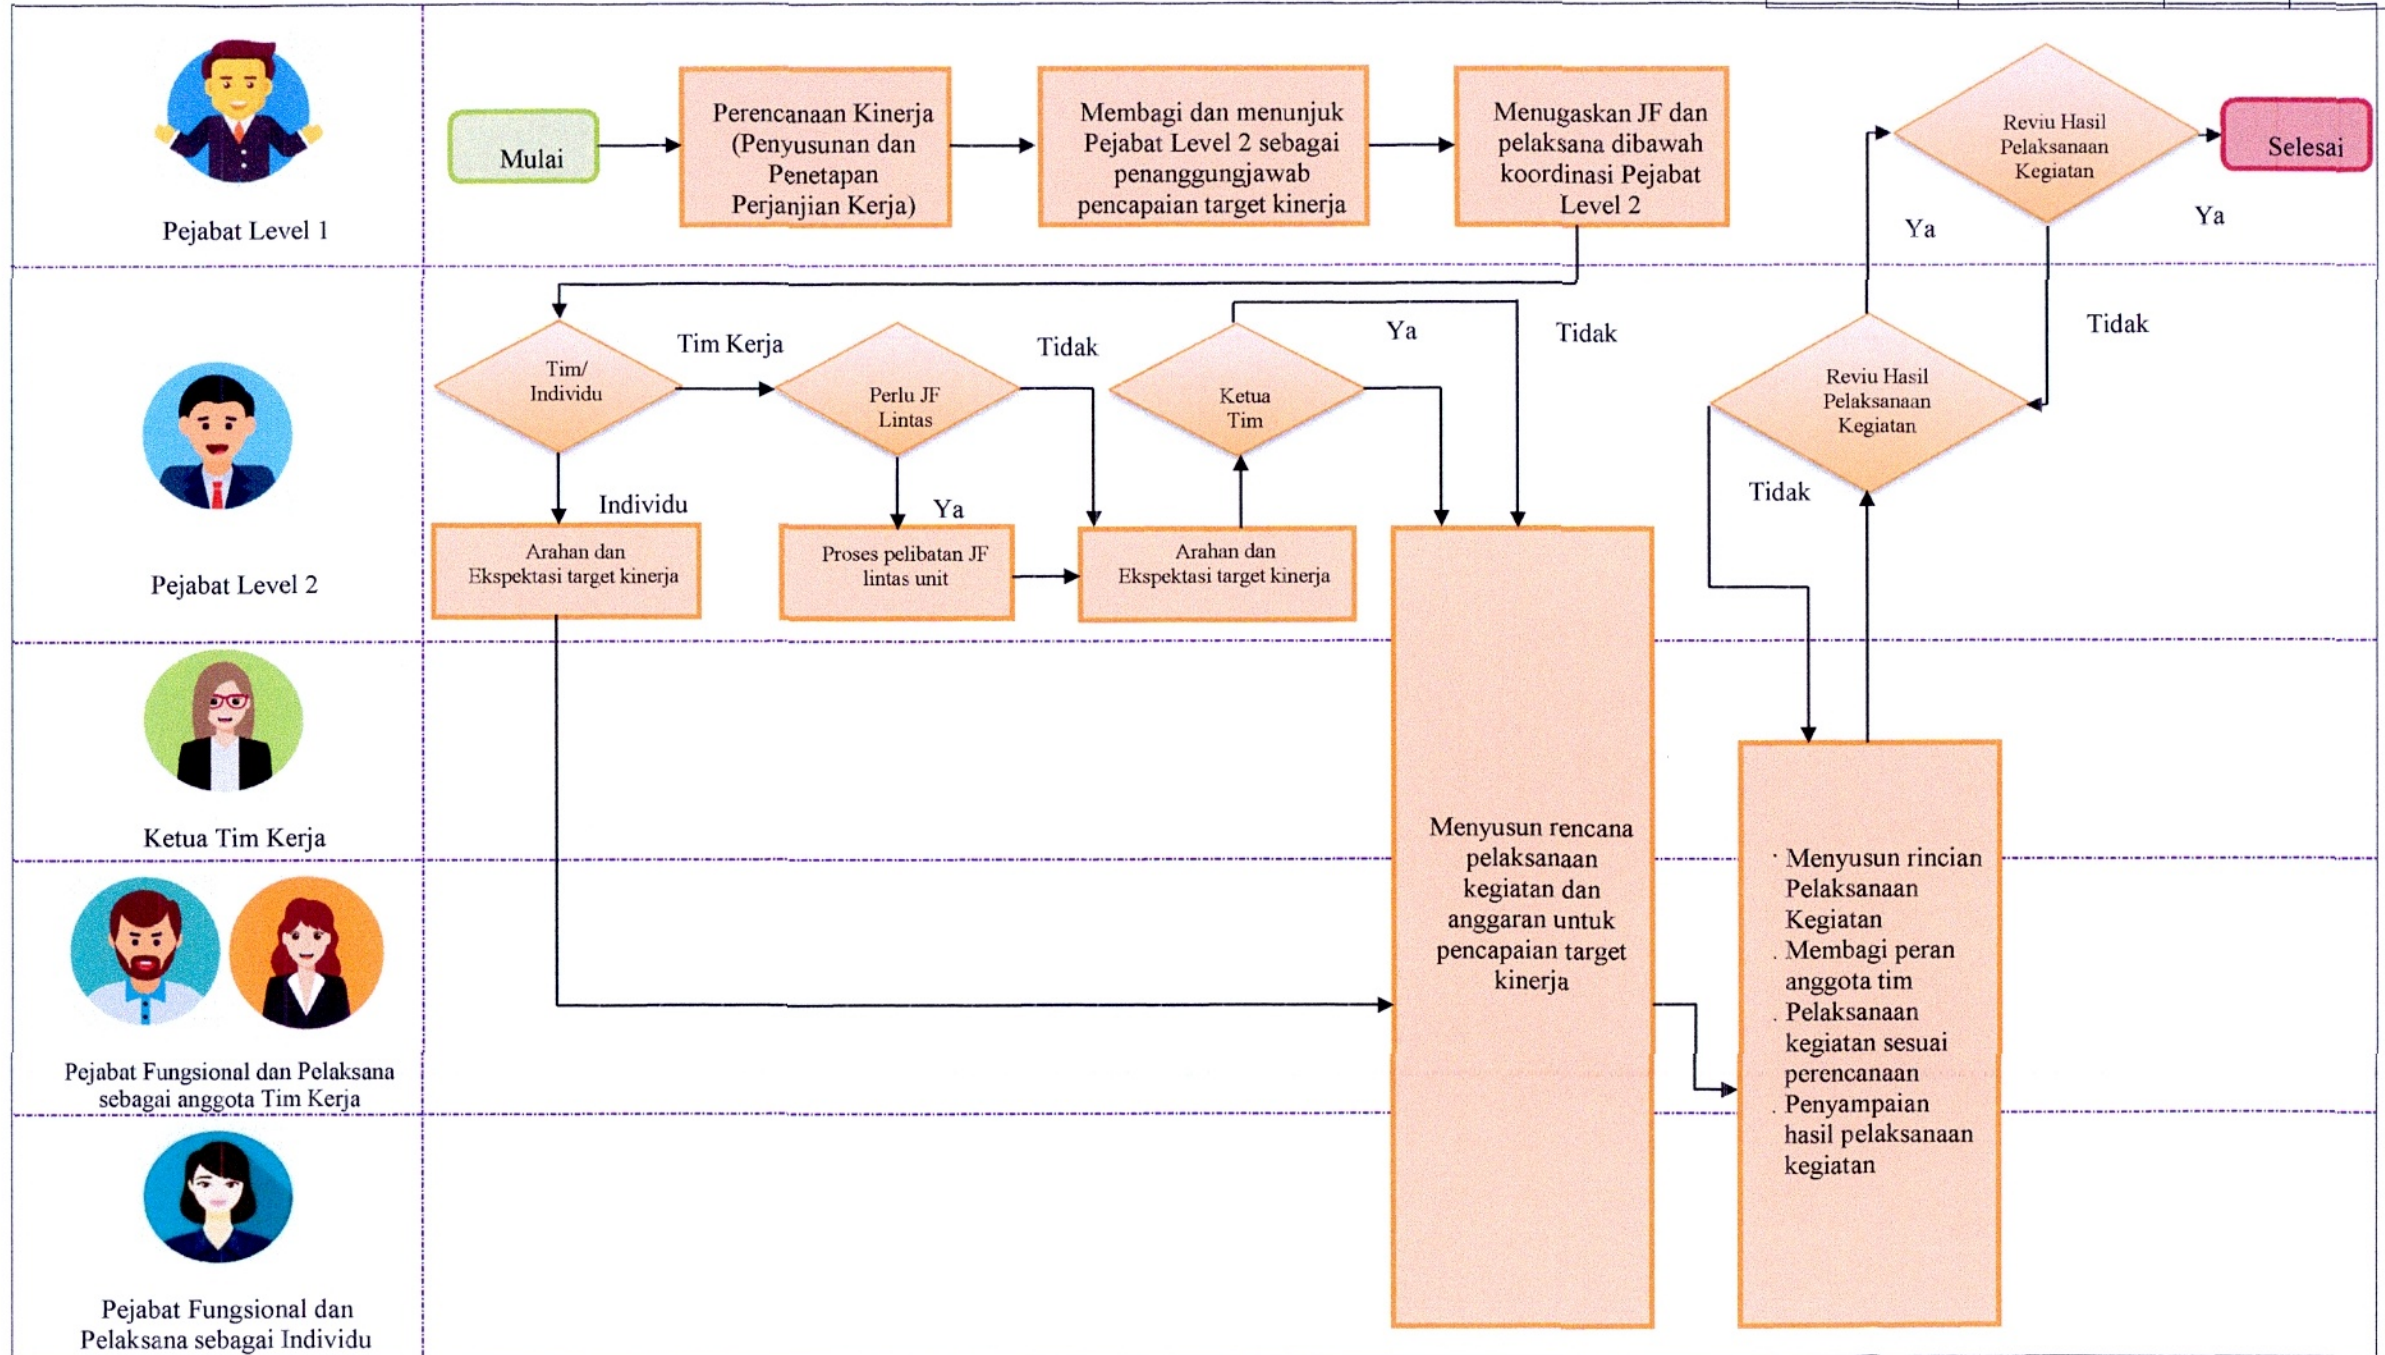 Pejabat Level 1
Mulai
Perencanaan Kinerja
(Penyusunan dan
Penetapan
Perjanjian Kerja)
Membagi dan menunjuk
Pejabat Level 2 sebagai
penanggungjawab
pencapaian target kinerja
Menugaskan JF dan
pelaksana dibawah
koordinasi Pejabat
Level 2
Reviu Hasil
Pelaksanaan
Kegiatan
Selesai
Ya
Ya
Pejabat Level 2
Tim/
Individu
Tim Kerja
Perlu JF
Lintas
Tidak
Ketua
Tim
Ya
Tidak
Reviu Hasil
Pelaksanaan
Kegiatan
Tidak
Tidak
Individu
Ya
Arahan dan
Ekspektasi target kinerja
Proses pelibatan JF
lintas unit
Arahan dan
Ekspektasi target kinerja
Ketua Tim Kerja
Menyusun rencana
pelaksanaan
kegiatan dan
anggaran untuk
pencapaian target
kinerja
· Menyusun rincian
Pelaksanaan
Kegiatan
. Membagi peran
anggota tim
. Pelaksanaan
kegiatan sesuai
perencanaan
. Penyampaian
hasil pelaksanaan
kegiatan
Pejabat Fungsional dan Pelaksana
sebagai anggota Tim Kerja
Pejabat Fungsional dan
Pelaksana sebagai Individu